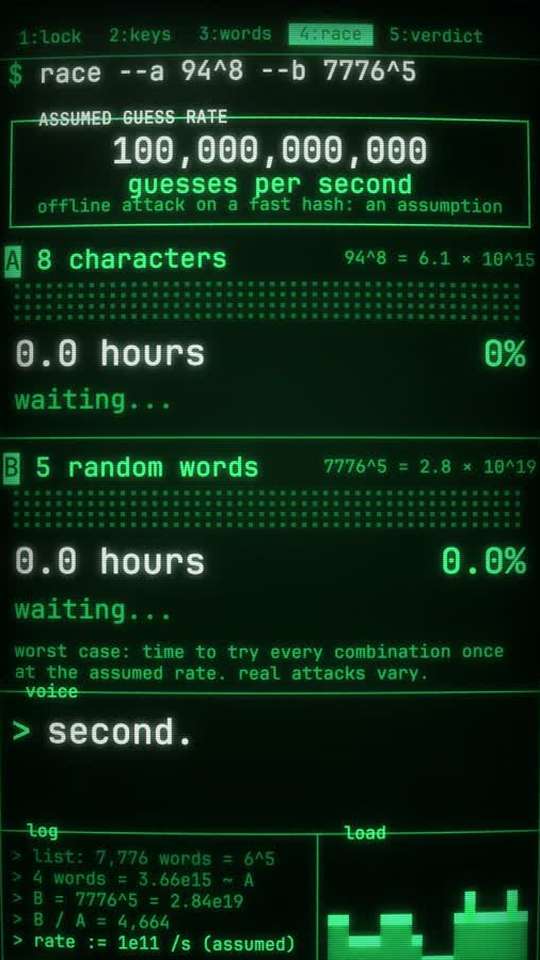 1:lock 2:keys 3:words 4:race 5:verdict
$ race --a 94^8 --b 7776^5
ASSUMED GUESS RATE
100,000,000,000
guesses per second
offline attack on a fast hash: an assumption
A 8 characters 94^8 = 6.1 × 10^15
0.0 hours 0%
waiting...
B 5 random words 7776^5 = 2.8 × 10^19
0.0 hours 0.0%
waiting...
worst case: time to try every combination once
at the assumed rate. real attacks vary.
voice
> second.
log load
> list: 7,776 words = 6^5
> 4 words = 3.66e15 ~ A
> B = 7776^5 = 2.84e19
> B / A = 4,664
> rate := 1e11 /s (assumed)